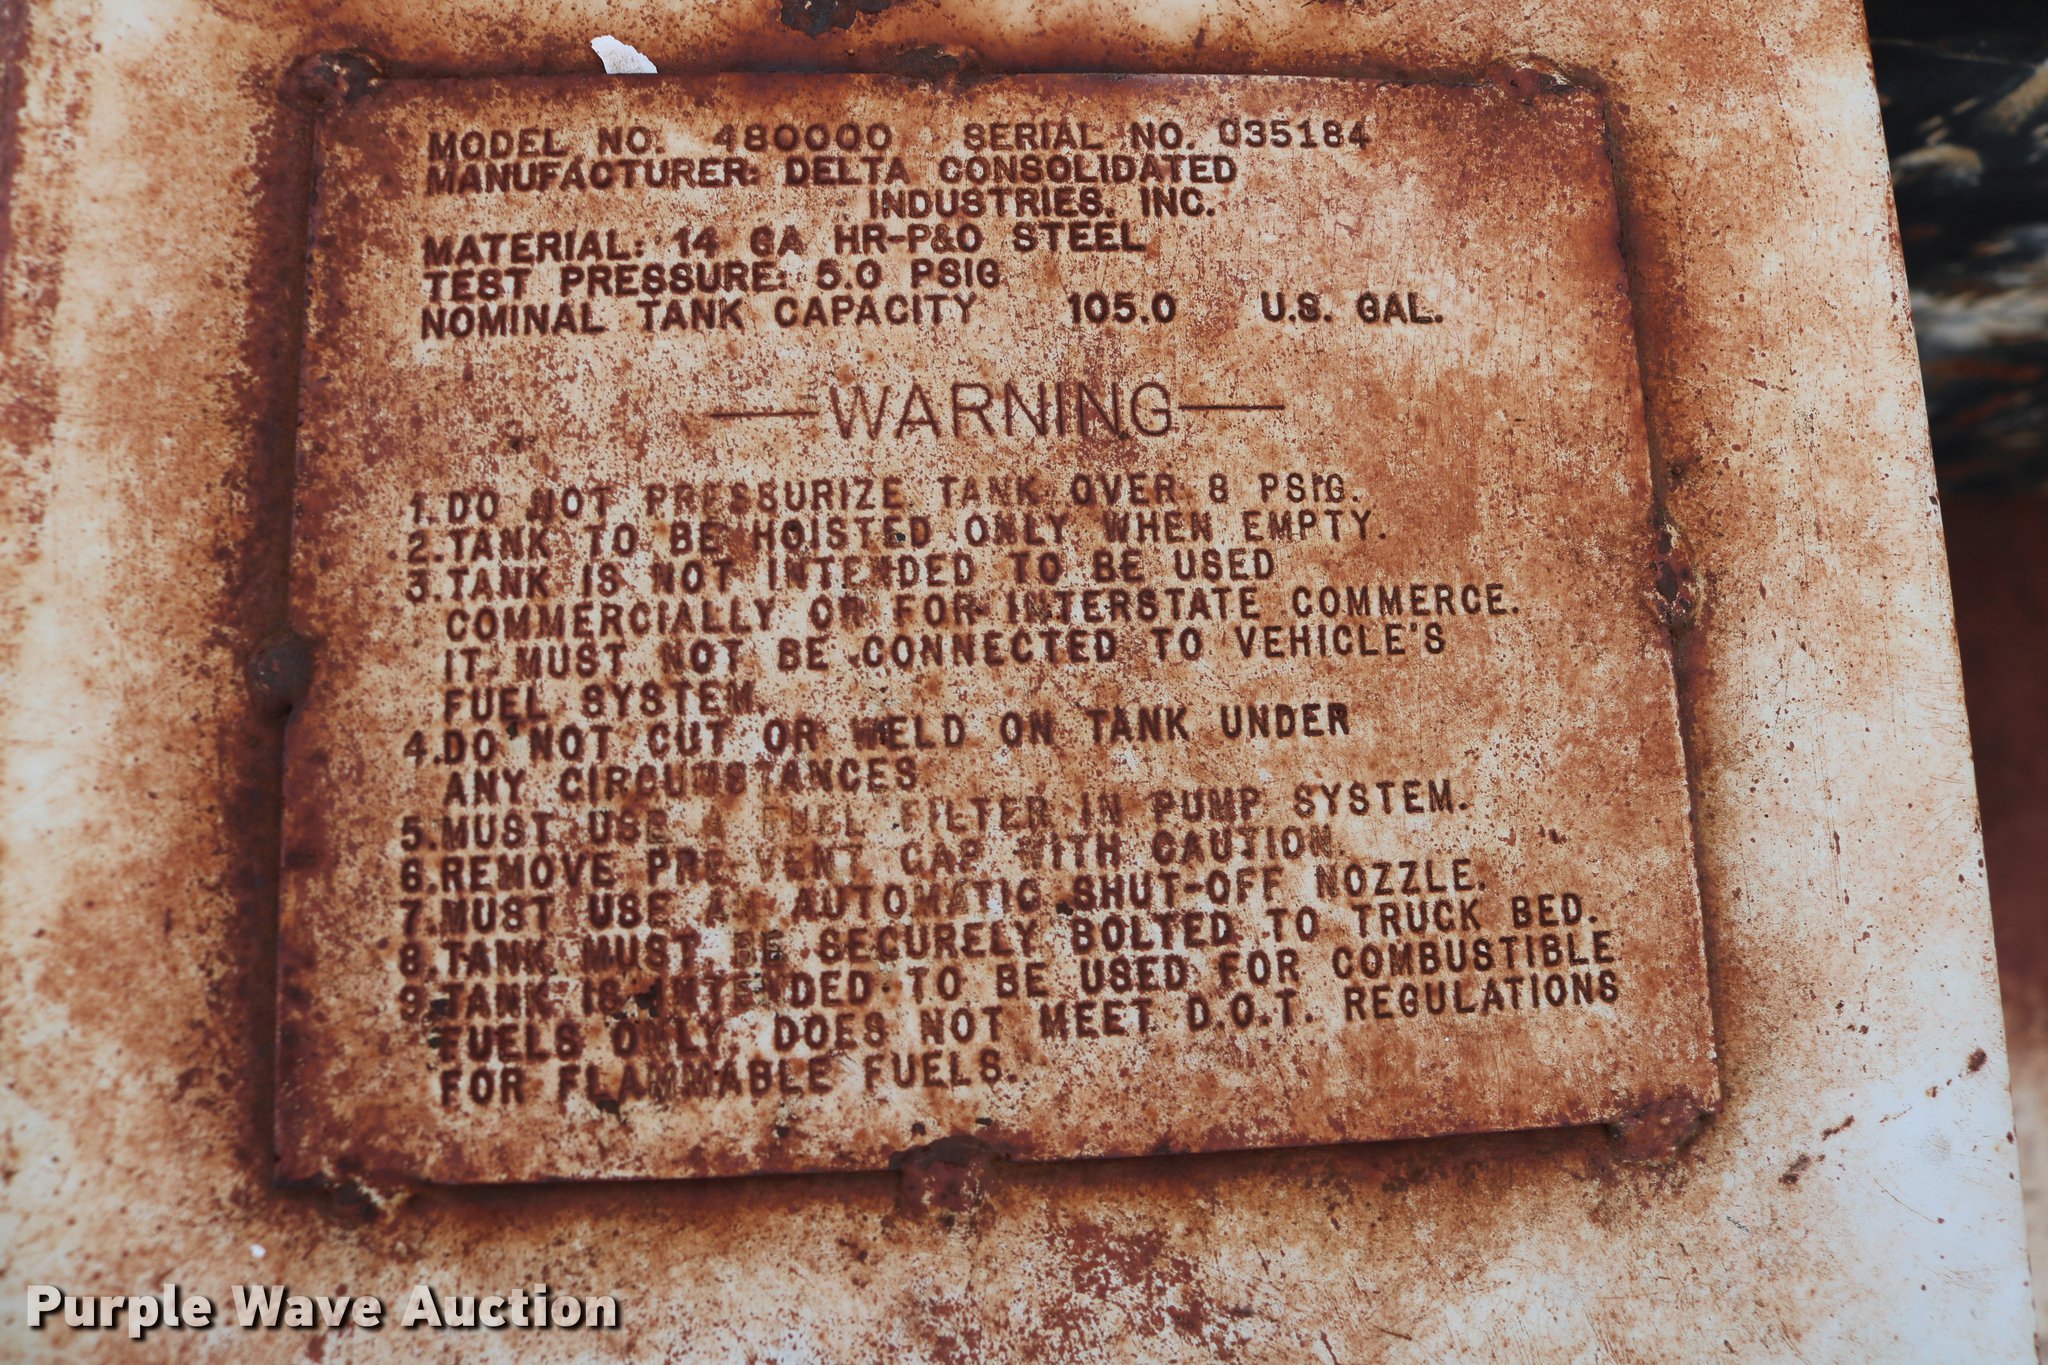 MODEL NO. 480000 SERIAL NO. 035184
MANUFACTURER: DELTA CONSOLIDATED
INDUSTRIES, INC.
MATERIAL: 14 GA HR-P&O STEEL
TEST PRESSURE: 5.0 PSIG
NOMINAL TANK CAPACITY 105.0 U.S. GAL.
—WARNING—
1. DO NOT PRESSURIZE TANK OVER 8 PSIG.
2. TANK TO BE HOISTED ONLY WHEN EMPTY.
3. TANK IS NOT INTENDED TO BE USED
COMMERCIALLY OR FOR INTERSTATE COMMERCE.
IT MUST NOT BE CONNECTED TO VEHICLE'S
FUEL SYSTEM.
4. DO NOT CUT OR WELD ON TANK UNDER
ANY CIRCUMSTANCES
5. MUST USE A FUEL FILTER IN PUMP SYSTEM.
6. REMOVE VENT CAP WITH CAUTION.
7. MUST USE AN AUTOMATIC SHUT-OFF NOZZLE.
8. TANK MUST BE SECURELY BOLTED TO TRUCK BED.
9. TANK IS INTENDED TO BE USED FOR COMBUSTIBLE
FUELS ONLY. DOES NOT MEET D.O.T. REGULATIONS
FOR FLAMMABLE FUELS.
Purple Wave Auction